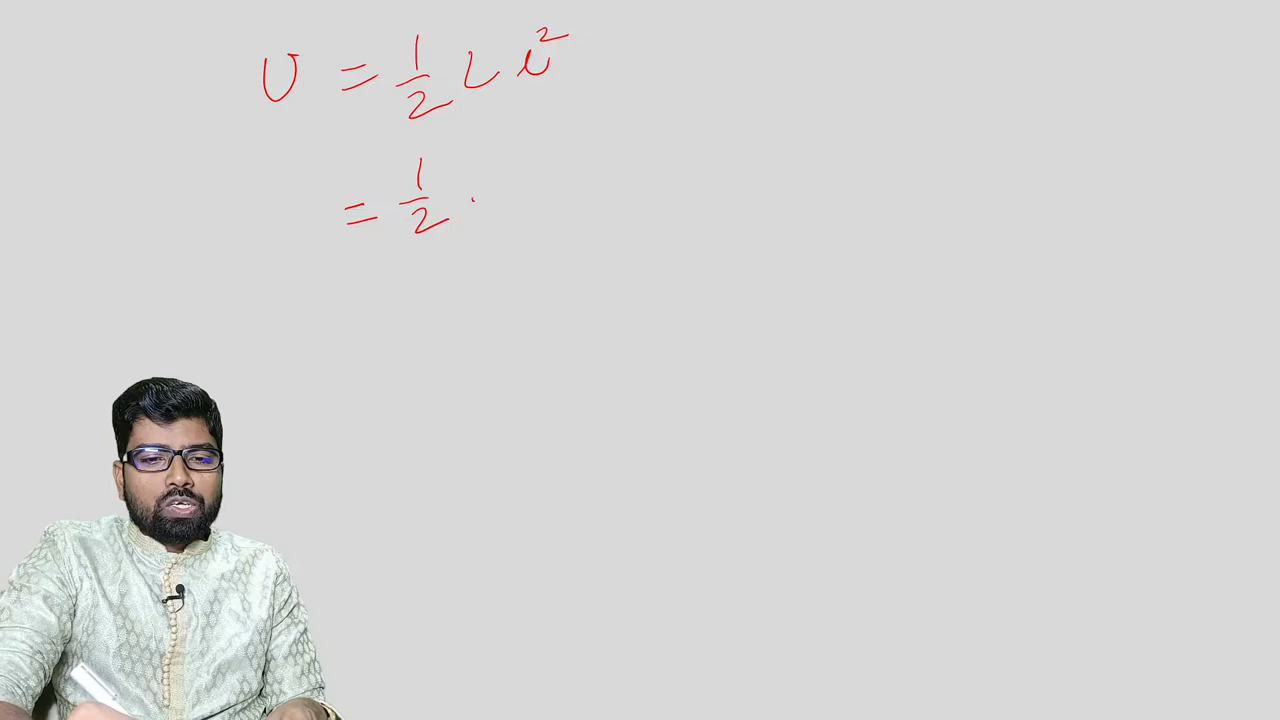 U = 1/2 L i²
= 1/2 .